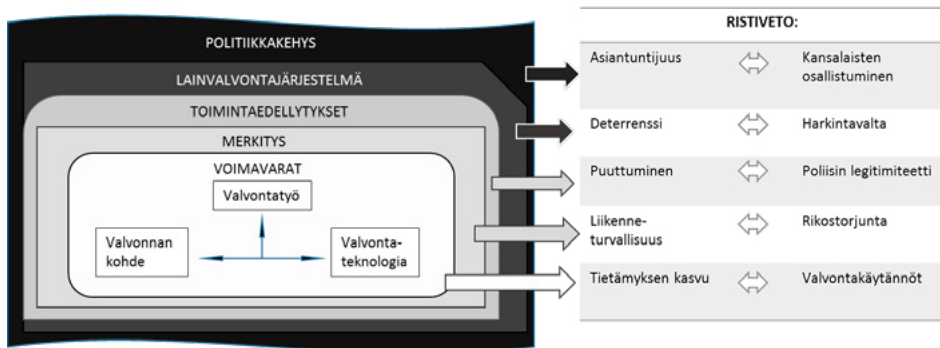 POLITIIKKAKEHYS
LAINVALVONTAJÄRJESTELMÄ
TOIMINTAEDELLYTYKSET
MERKITYS
VOIMAVARAT
Valvontatyö
Valvonnan
kohde
Valvonta-
teknologia
RISTIVETO:
Asiantuntijuus
Kansalaisten
osallistuminen
Deterrenssi
Harkintavalta
Puuttuminen
Poliisin legitimiteetti
Liikenne-
turvallisuus
Rikostorjunta
Tietämyksen kasvu
Valvontakäytännöt